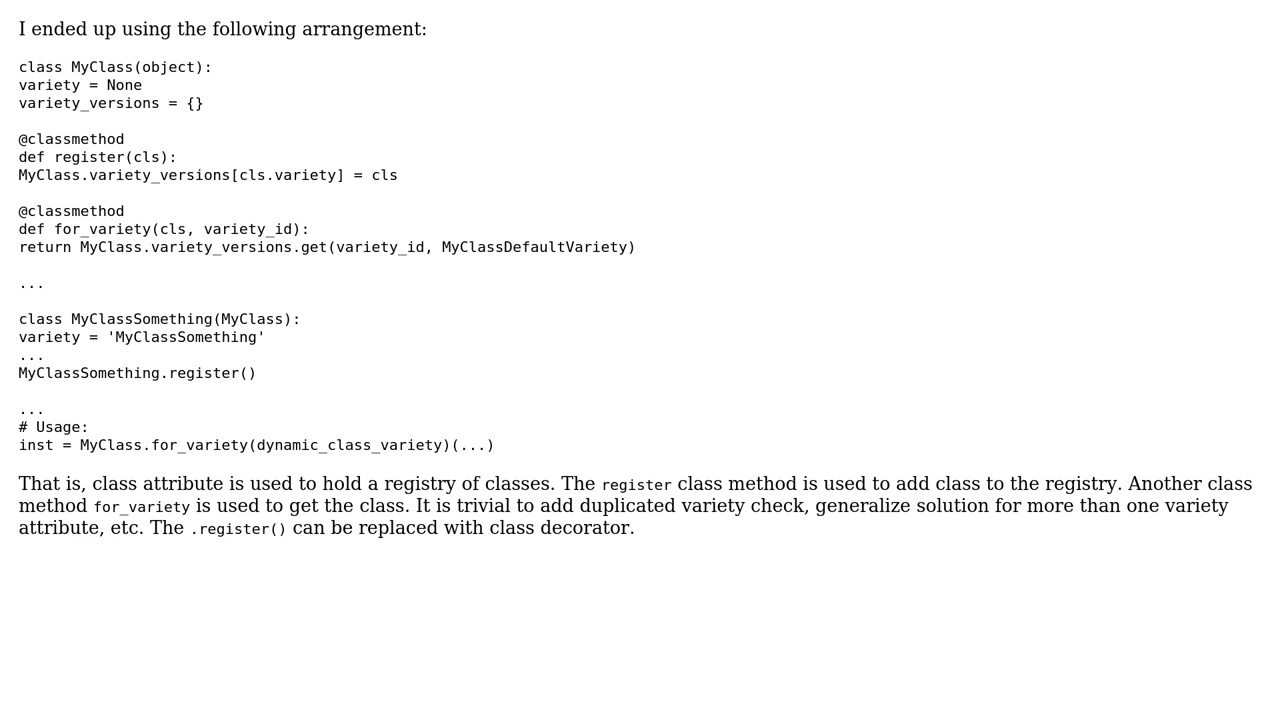 I ended up using the following arrangement:
class MyClass(object):
variety = None
variety_versions = {}
@classmethod
def register(cls):
MyClass.variety_versions[cls.variety] = cls
@classmethod
def for_variety(cls, variety_id):
return MyClass.variety_versions.get(variety_id, MyClassDefaultVariety)
...
class MyClassSomething(MyClass):
variety = 'MyClassSomething'
...
MyClassSomething.register()
...
# Usage:
inst = MyClass.for_variety(dynamic_class_variety)(...)
That is, class attribute is used to hold a registry of classes. The register class method is used to add class to the registry. Another class
method for_variety is used to get the class. It is trivial to add duplicated variety check, generalize solution for more than one variety
attribute, etc. The .register() can be replaced with class decorator.